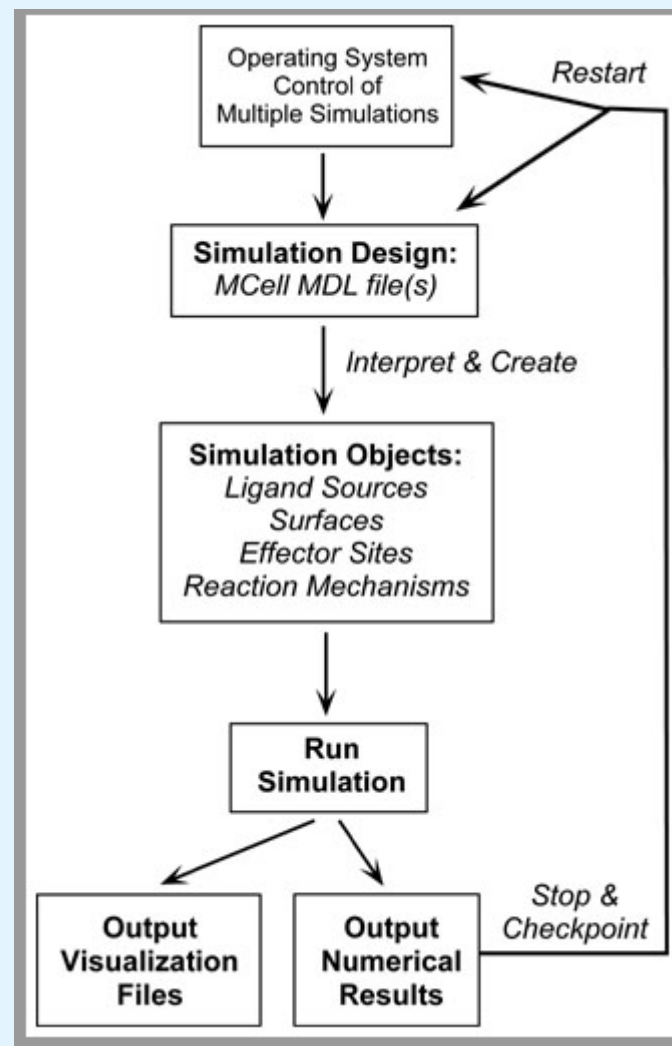 Operating System
Control of
Multiple Simulations
Restart
Simulation Design:
MCell MDL file(s)
Interpret & Create
Simulation Objects:
Ligand Sources
Surfaces
Effector Sites
Reaction Mechanisms
Run
Simulation
Output
Visualization
Files
Output
Numerical
Results
Stop &
Checkpoint